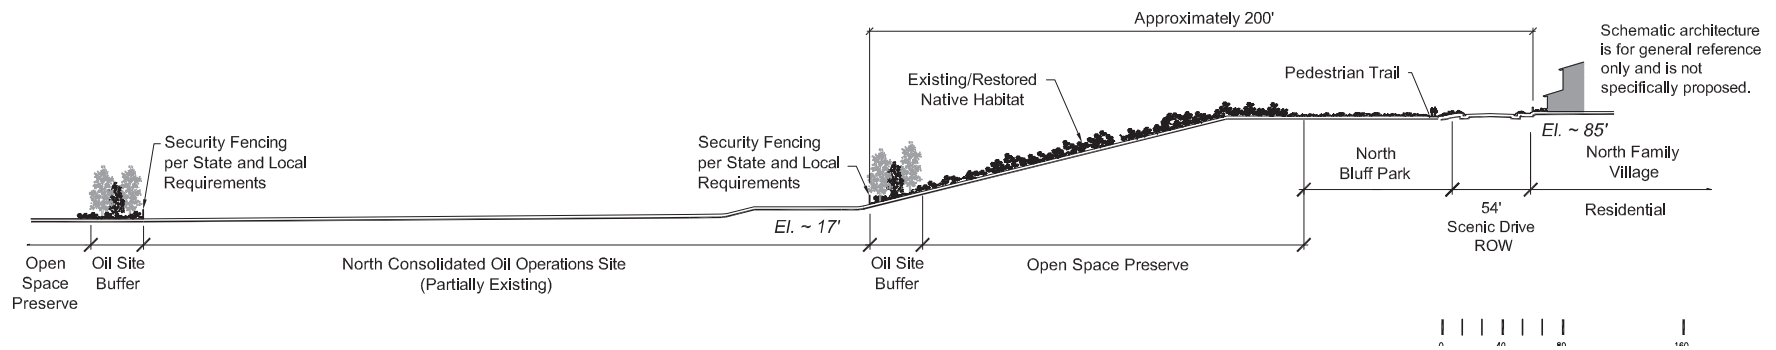 Approximately 200'
Schematic architecture
is for general reference
only and is not
specifically proposed.
Existing/Restored
Native Habitat
Pedestrian Trail
Security Fencing
per State and Local
Requirements
Security Fencing
per State and Local
Requirements
El. ~ 85'
North
Bluff Park
North Family
Village
El. ~ 17'
54'
Scenic Drive
ROW
Residential
Open
Space
Preserve
Oil Site
Buffer
North Consolidated Oil Operations Site
(Partially Existing)
Oil Site
Buffer
Open Space Preserve
0 40 80 160